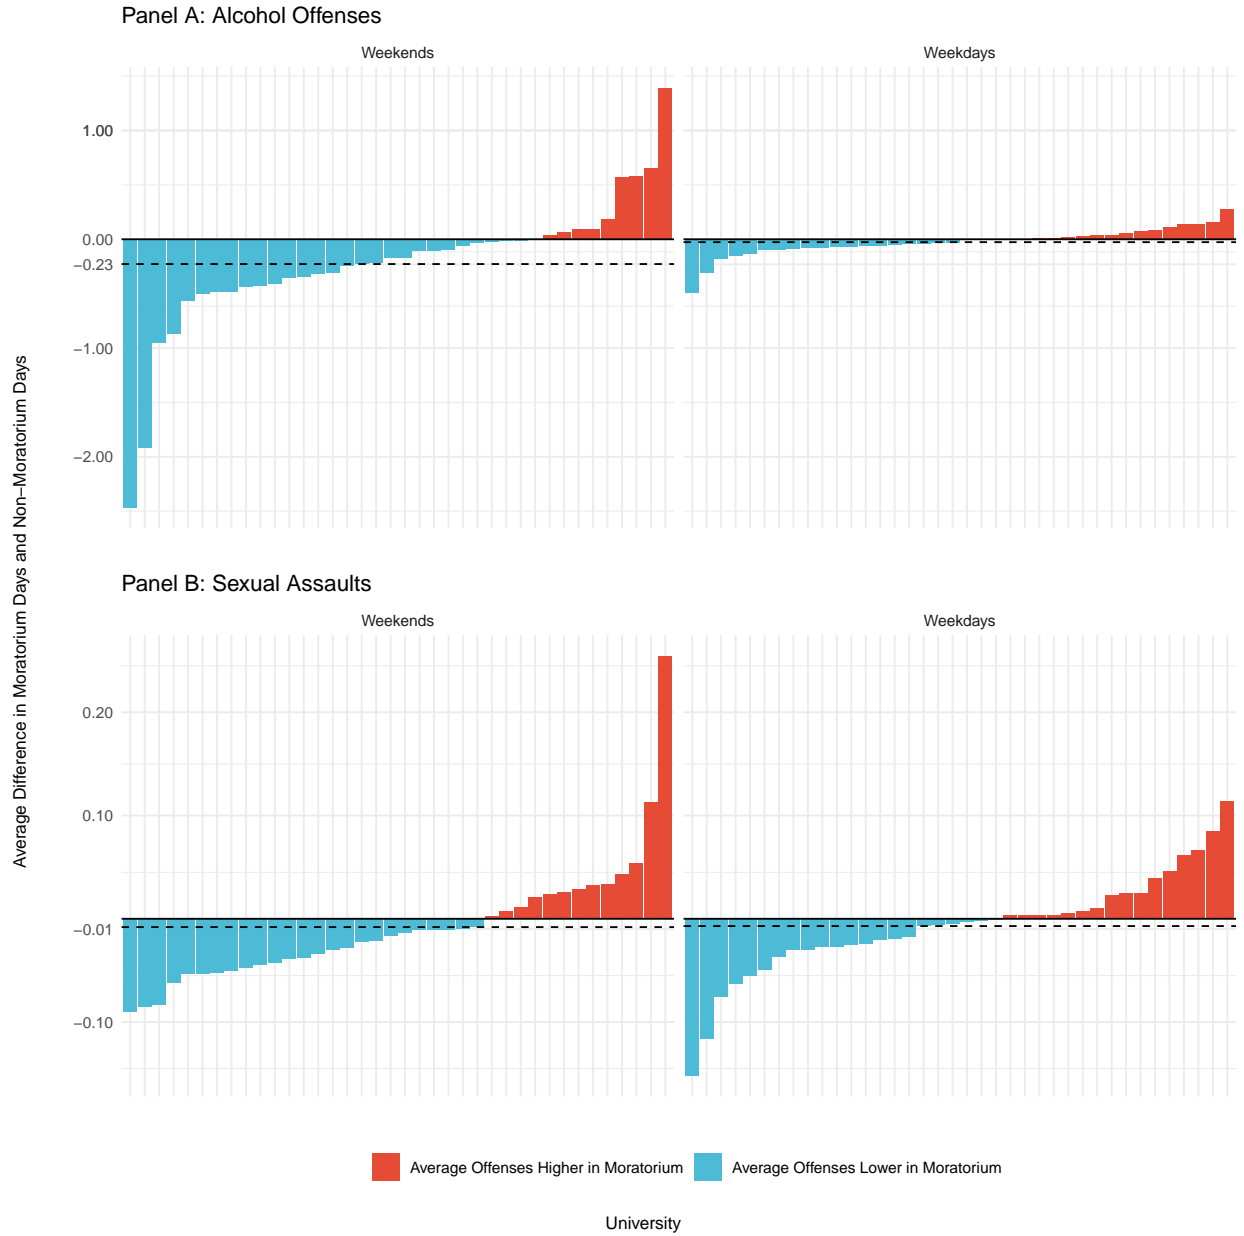 Panel A: Alcohol Offenses
Weekends
Weekdays
1.00
0.00
−0.23
−1.00
−2.00
Average Difference in Moratorium Days and Non−Moratorium Days
Panel B: Sexual Assaults
Weekends
Weekdays
0.20
0.10
−0.01
−0.10
Average Offenses Higher in Moratorium
Average Offenses Lower in Moratorium
University